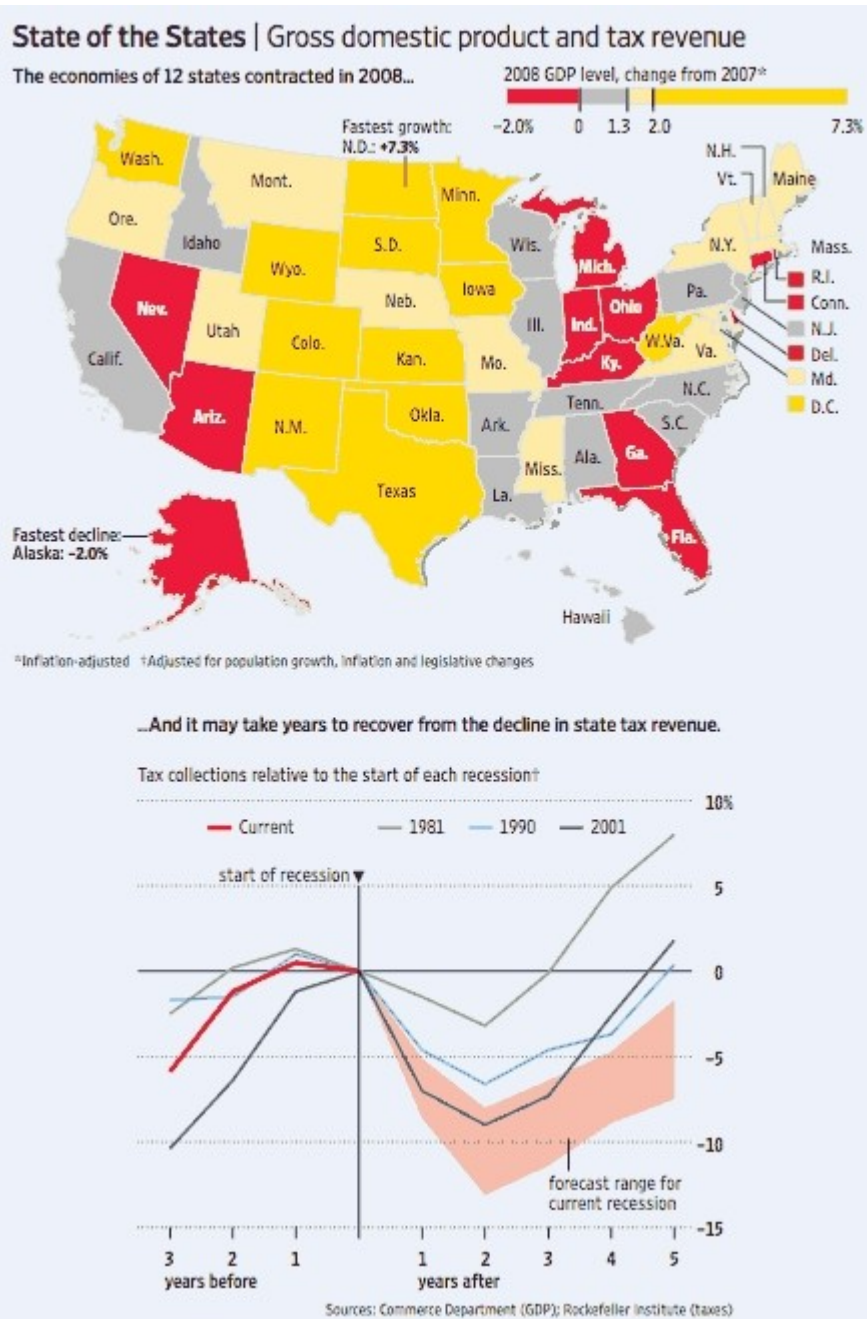 State of the States | Gross domestic product and tax revenue
The economies of 12 states contracted in 2008...
2008 GDP level, change from 2007*
−2.0% 0 1.3 2.0 7.3%
Fastest growth:
N.D.: +7.3%
Wash.
Mont.
Minn.
N.H.
Vt.
Maine
Ore.
Idaho
S.D.
Wis.
Mich.
N.Y.
Mass.
Wyo.
Iowa
R.I.
Nev.
Neb.
Pa.
Conn.
Utah
Colo.
Ill.
Ind.
Ohio
N.J.
Calif.
Kan.
Mo.
W.Va.
Va.
Del.
Ky.
Md.
Ariz.
N.M.
Okla.
Ark.
Tenn.
N.C.
D.C.
S.C.
Texas
La.
Miss.
Ala.
Ga.
Fla.
Fastest decline:
Alaska: −2.0%
Hawaii
*Inflation-adjusted †Adjusted for population growth, inflation and legislative changes
...And it may take years to recover from the decline in state tax revenue.
Tax collections relative to the start of each recession†
10%
Current 1981 1990 2001
start of recession
5
0
−5
−10
forecast range for
current recession
−15
3 2 1 1 2 3 4 5
years before years after
Sources: Commerce Department (GDP); Rockefeller Institute (taxes)